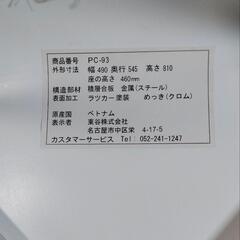 商品番号 PC-93
外形寸法 幅 490 奥行 545 高さ 810
座の高さ 460mm
構造部材 積層合板 金属(スチール)
表面加工 ラツカー塗装 めっき(クロム)
原産国 ベトナム
表示者 東谷株式会社
名古屋市中区栄 4-17-5
カスタマーサービス TEL:052-241-1247